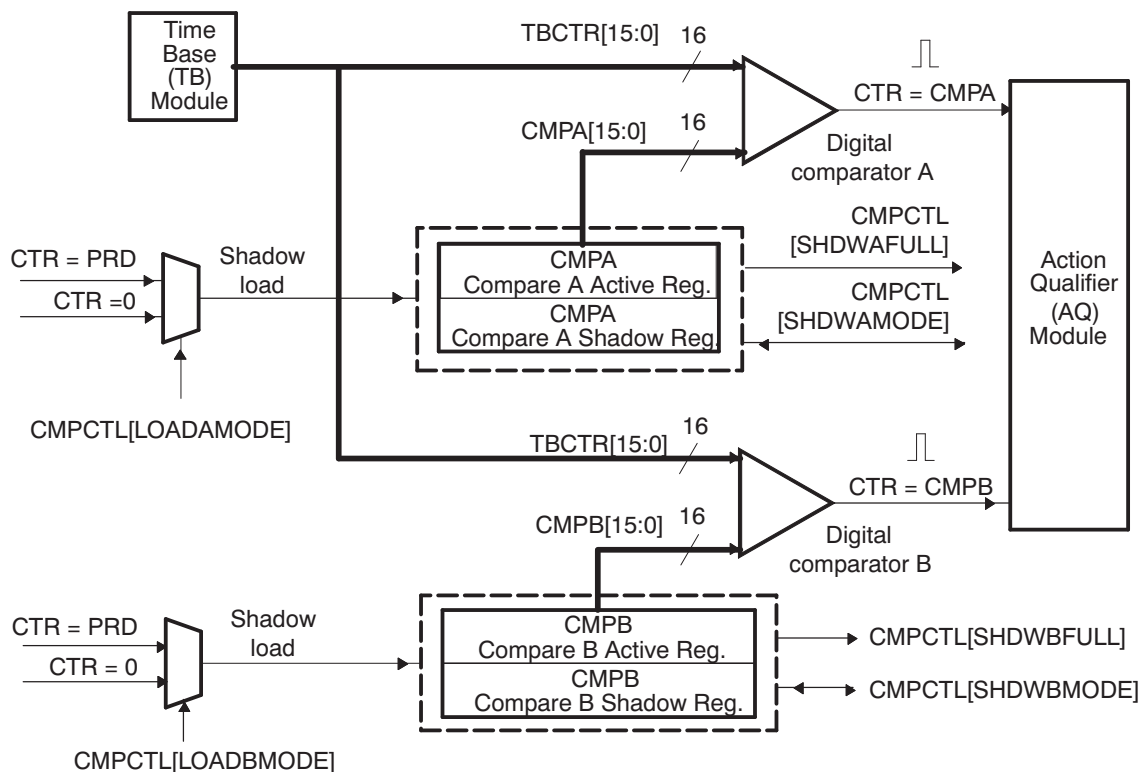 Time
Base
(TB)
Module
TBCTR[15:0]
16
CTR = CMPA
CMPA[15:0]
16
Digital
comparator A
CMPCTL
[SHDWAFULL]
CMPCTL
[SHDWAMODE]
Action
Qualifier
(AQ)
Module
CTR = PRD
CTR =0
Shadow
load
CMPA
Compare A Active Reg.
CMPA
Compare A Shadow Reg.
CMPCTL[LOADAMODE]
TBCTR[15:0]
16
CTR = CMPB
CMPB[15:0]
16
Digital
comparator B
CTR = PRD
CTR = 0
Shadow
load
CMPB
Compare B Active Reg.
CMPB
Compare B Shadow Reg.
CMPCTL[SHDWBFULL]
CMPCTL[SHDWBMODE]
CMPCTL[LOADBMODE]